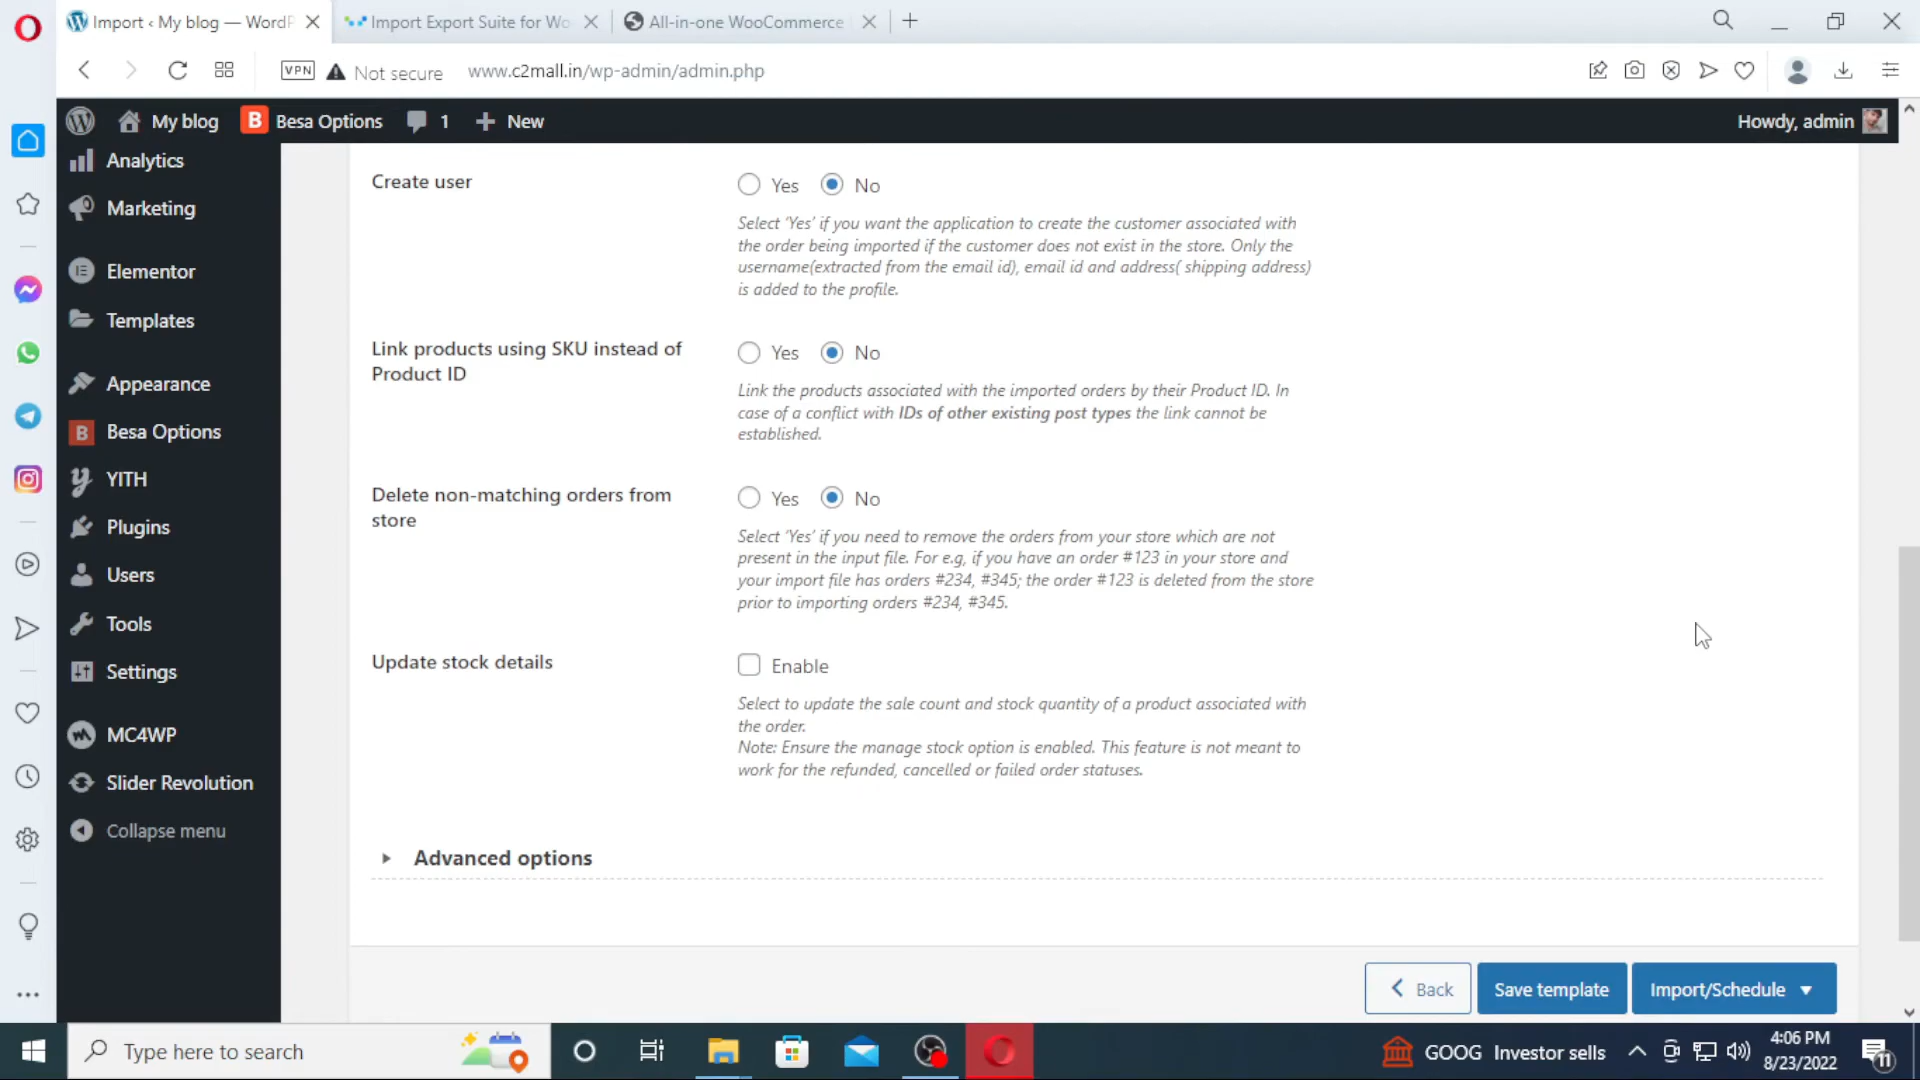 Import ‹ My blog — WordP
Import Export Suite for Wo
All-in-one WooCommerce
VPN
Not secure
www.c2mall.in/wp-admin/admin.php
My blog
B
Besa Options
1
New
Howdy, admin
Analytics
Marketing
Elementor
Templates
Appearance
B
Besa Options
YITH
Plugins
Users
Tools
Settings
MC4WP
Slider Revolution
Collapse menu
Create user
Yes
No
Select ‘Yes’ if you want the application to create the customer associated with
the order being imported if the customer does not exist in the store. Only the
username(extracted from the email id), email id and address( shipping address)
is added to the profile.
Link products using SKU instead of
Product ID
Yes
No
Link the products associated with the imported orders by their Product ID. In
case of a conflict with IDs of other existing post types the link cannot be
established.
Delete non-matching orders from
store
Yes
No
Select ‘Yes’ if you need to remove the orders from your store which are not
present in the input file. For e.g, if you have an order #123 in your store and
your import file has orders #234, #345; the order #123 is deleted from the store
prior to importing orders #234, #345.
Update stock details
Enable
Select to update the sale count and stock quantity of a product associated with
the order.
Note: Ensure the manage stock option is enabled. This feature is not meant to
work for the refunded, cancelled or failed order statuses.
Advanced options
Back
Save template
Import/Schedule
Type here to search
GOOG Investor sells
4:06 PM
8/23/2022
11